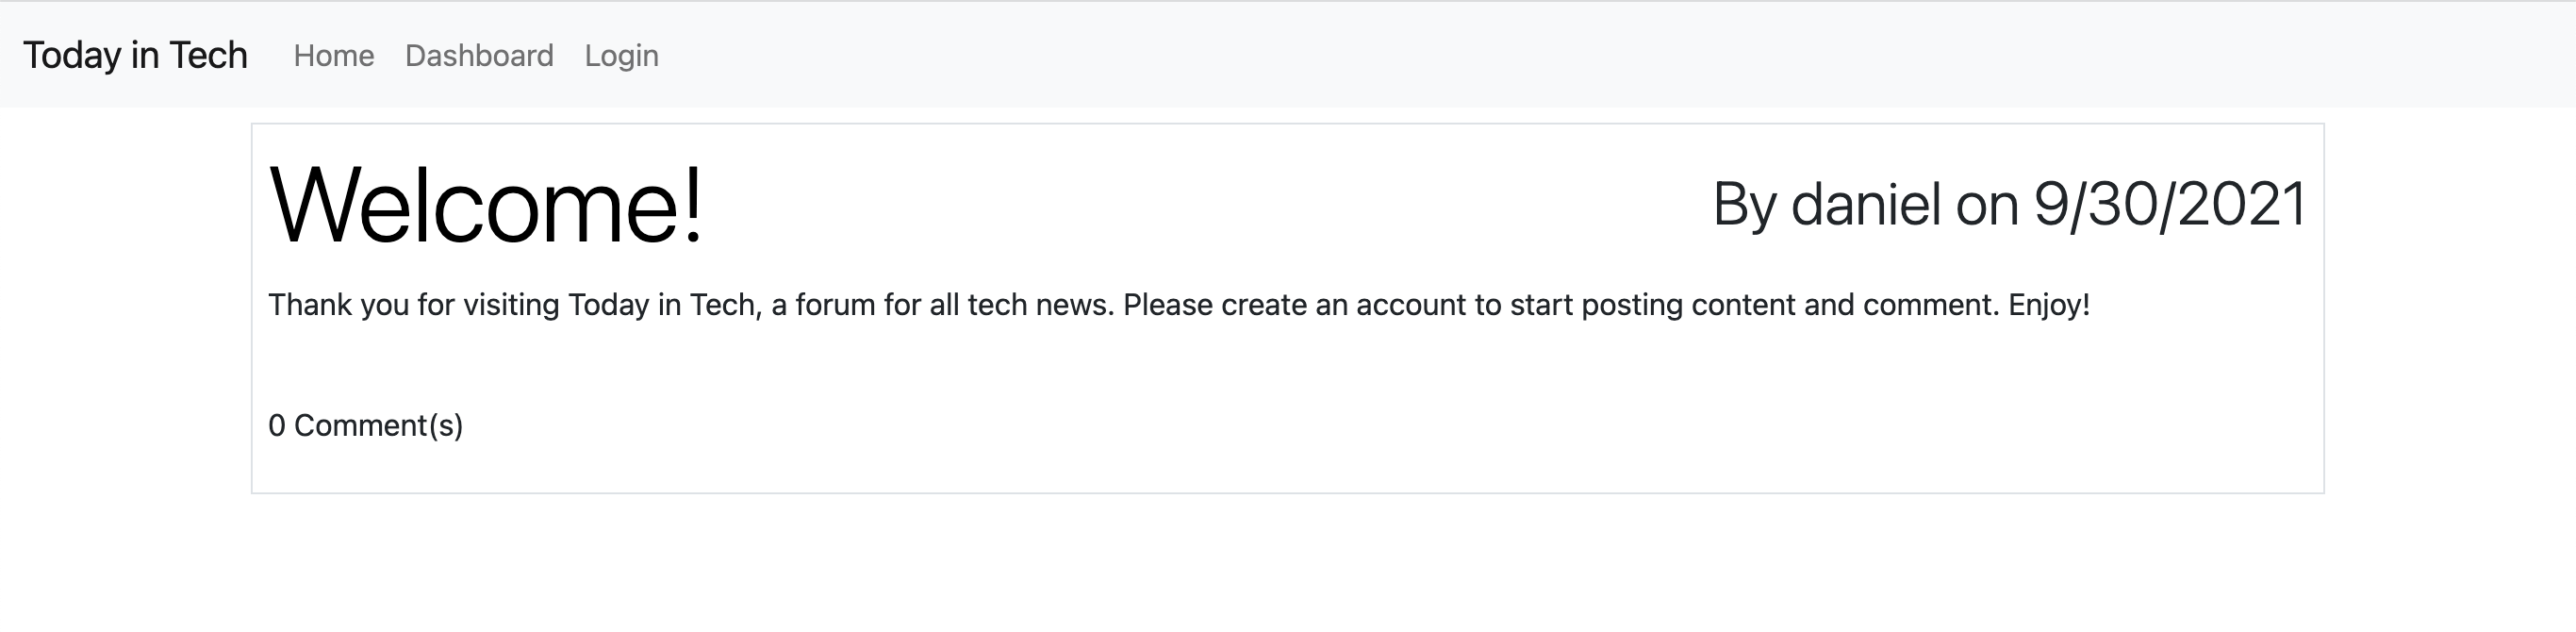 Today in Tech Home Dashboard Login
Welcome! By daniel on 9/30/2021
Thank you for visiting Today in Tech, a forum for all tech news. Please create an account to start posting content and comment. Enjoy!
0 Comment(s)